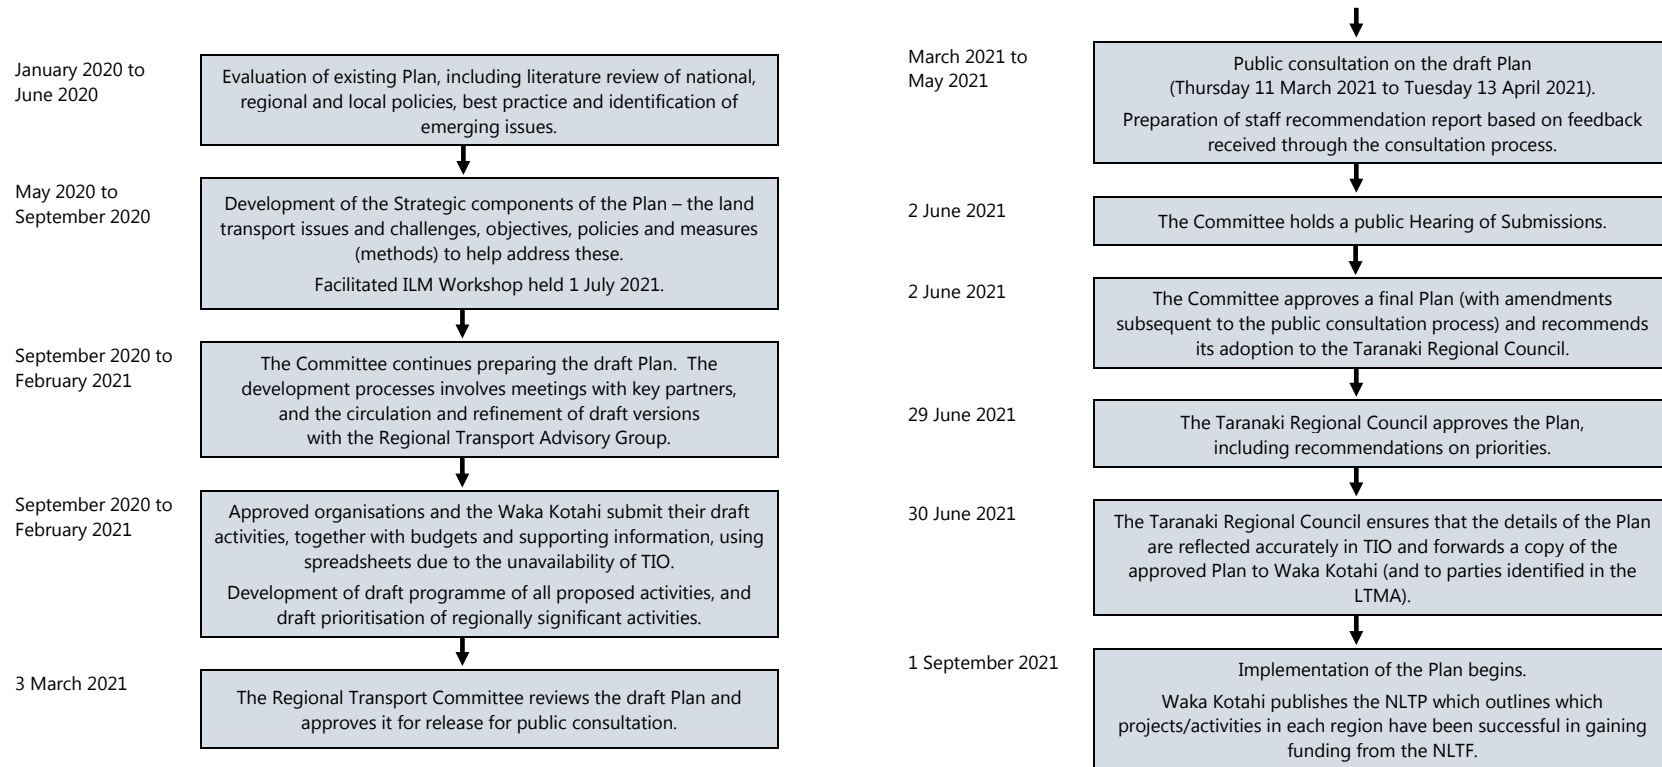 January 2020 to
June 2020
Evaluation of existing Plan, including literature review of national,
regional and local policies, best practice and identification of
emerging issues.
May 2020 to
September 2020
Development of the Strategic components of the Plan – the land
transport issues and challenges, objectives, policies and measures
(methods) to help address these.
Facilitated ILM Workshop held 1 July 2021.
September 2020 to
February 2021
The Committee continues preparing the draft Plan. The
development processes involves meetings with key partners,
and the circulation and refinement of draft versions
with the Regional Transport Advisory Group.
September 2020 to
February 2021
Approved organisations and the Waka Kotahi submit their draft
activities, together with budgets and supporting information, using
spreadsheets due to the unavailability of TIO.
Development of draft programme of all proposed activities, and
draft prioritisation of regionally significant activities.
3 March 2021
The Regional Transport Committee reviews the draft Plan and
approves it for release for public consultation.
March 2021 to
May 2021
Public consultation on the draft Plan
(Thursday 11 March 2021 to Tuesday 13 April 2021).
Preparation of staff recommendation report based on feedback
received through the consultation process.
2 June 2021
The Committee holds a public Hearing of Submissions.
2 June 2021
The Committee approves a final Plan (with amendments
subsequent to the public consultation process) and recommends
its adoption to the Taranaki Regional Council.
29 June 2021
The Taranaki Regional Council approves the Plan,
including recommendations on priorities.
30 June 2021
The Taranaki Regional Council ensures that the details of the Plan
are reflected accurately in TIO and forwards a copy of the
approved Plan to Waka Kotahi (and to parties identified in the
LTMA).
1 September 2021
Implementation of the Plan begins.
Waka Kotahi publishes the NLTP which outlines which
projects/activities in each region have been successful in gaining
funding from the NLTF.